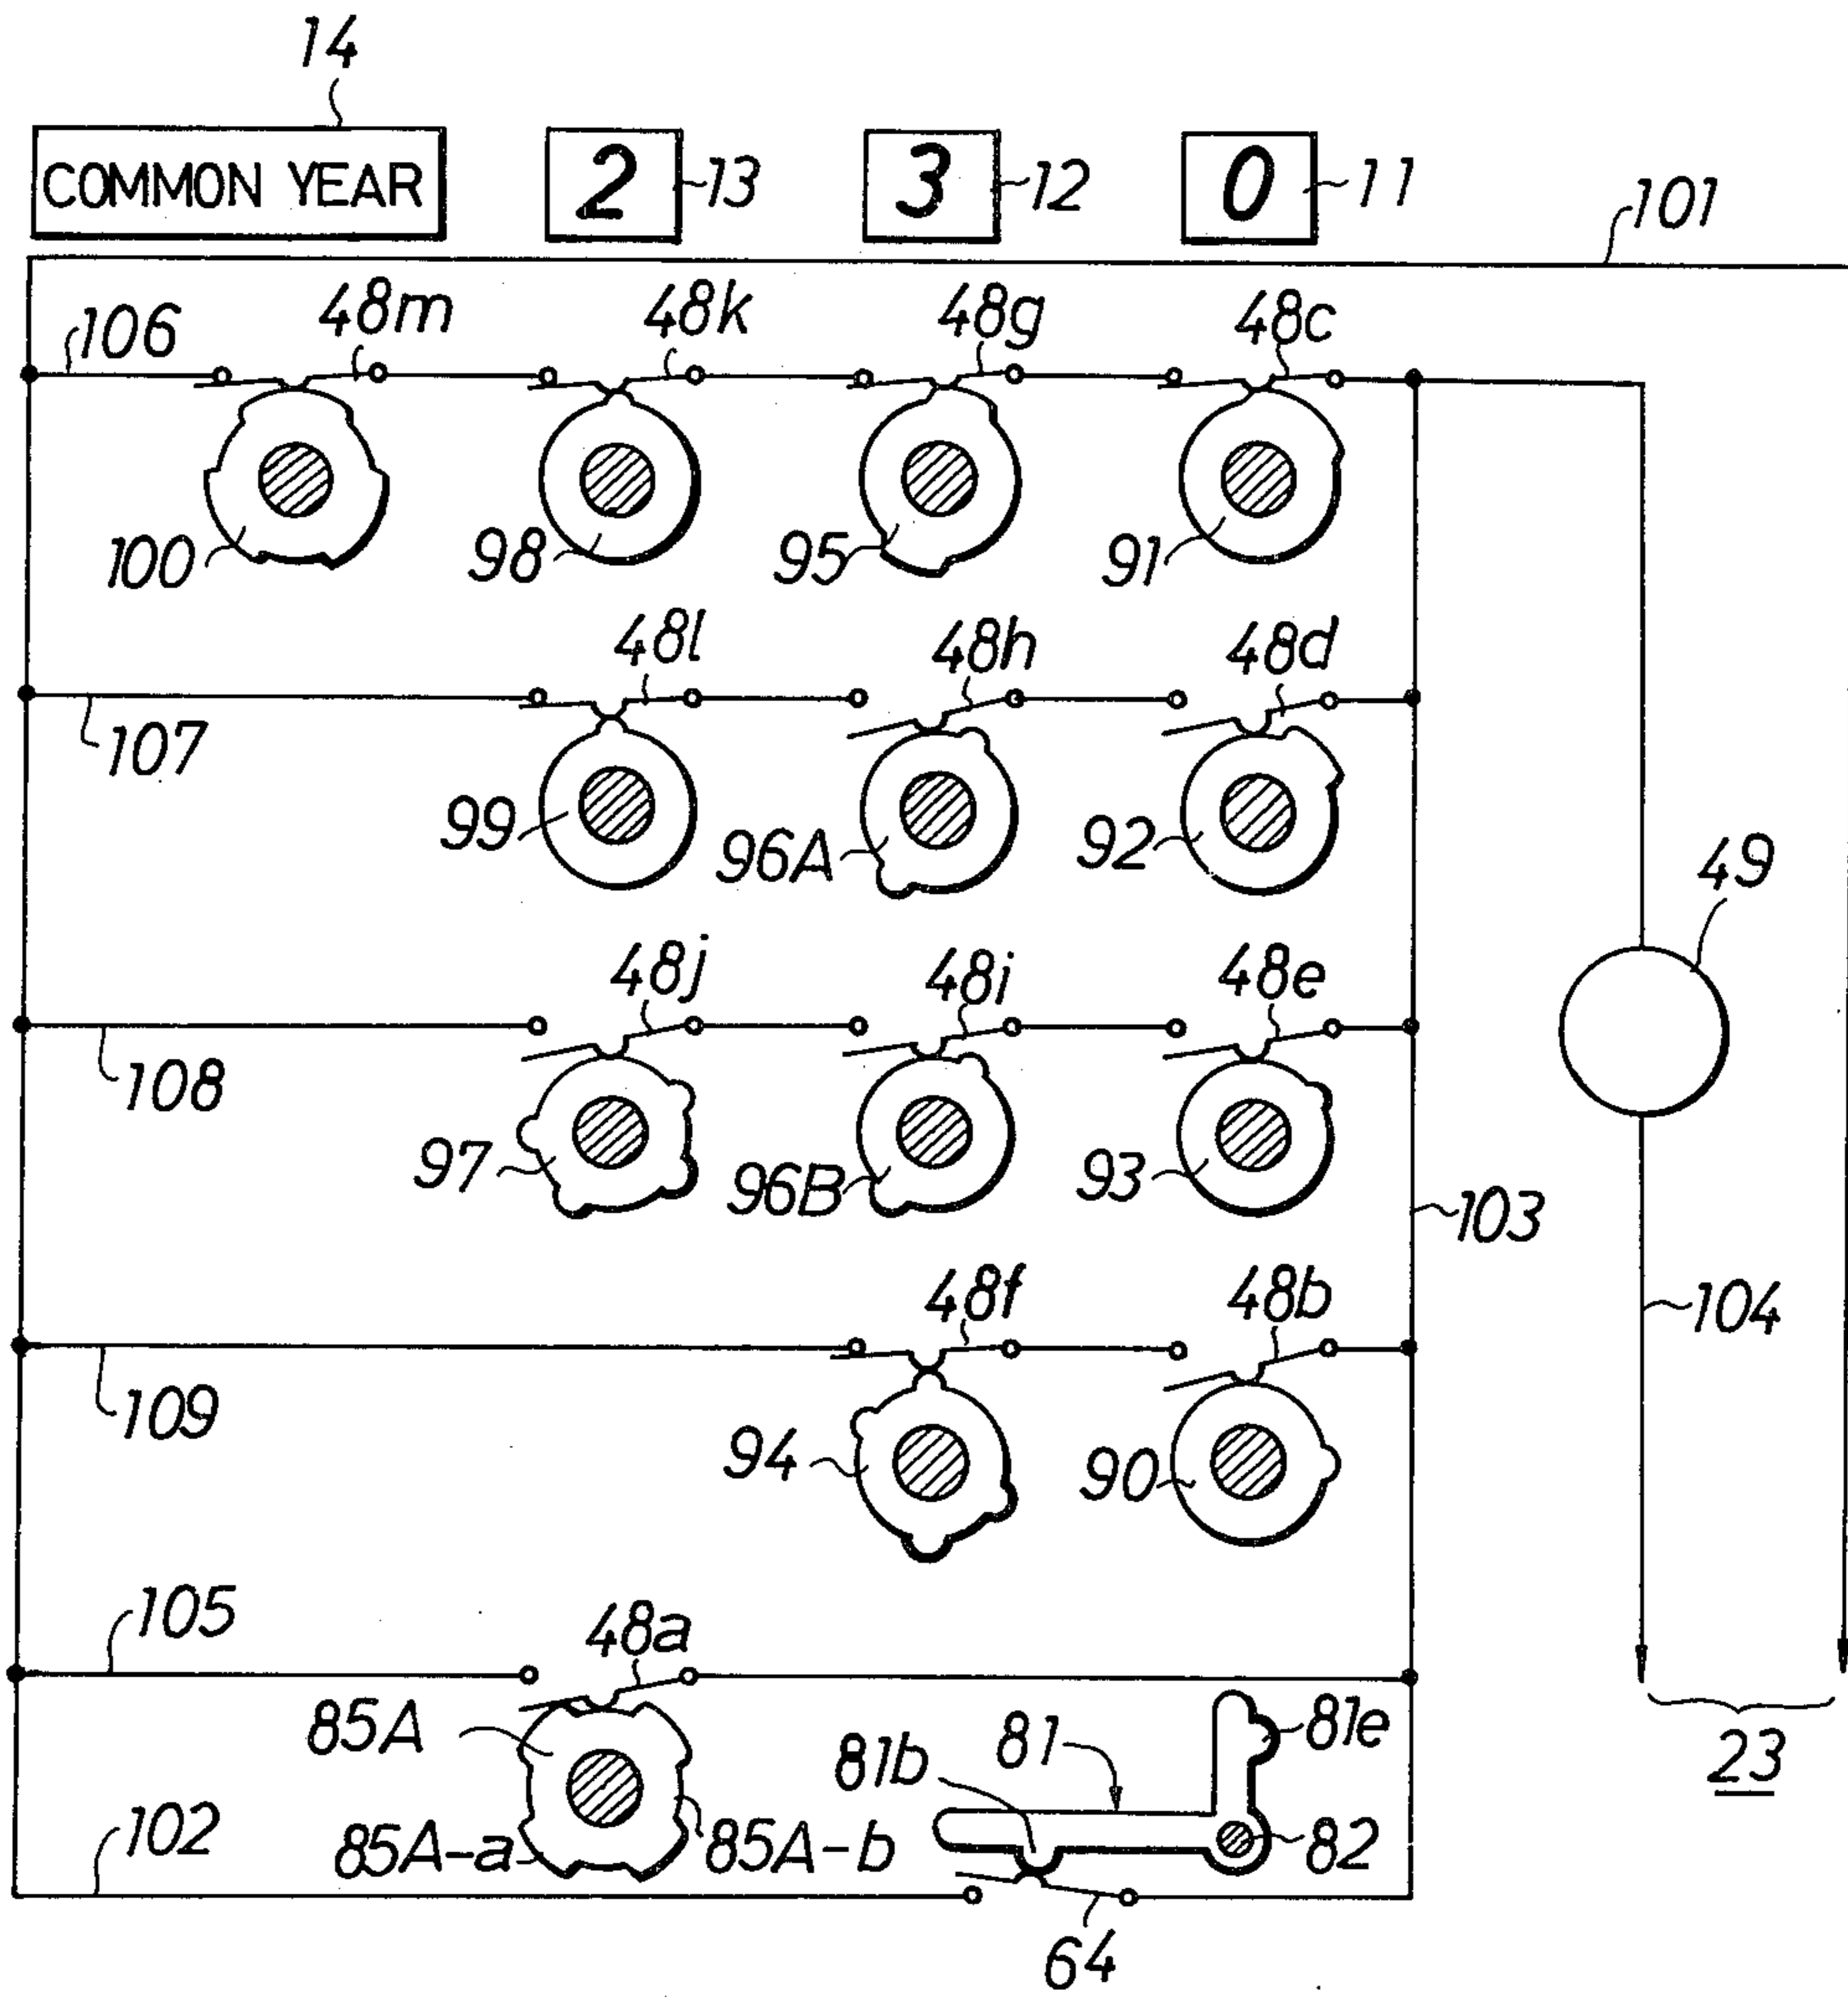 14
COMMON YEAR 2 13 3 12 0 11
101
106 48m 48k 48g 48c
100 98 95 91
48l 48h 48d
107
99 96A 92
49
48j 48i 48e
108
97 96B 93
103
48f 48b
104
109
94 90
105 48a
85A 81b 81 81e
23
102 85A-a 85A-b 82
64